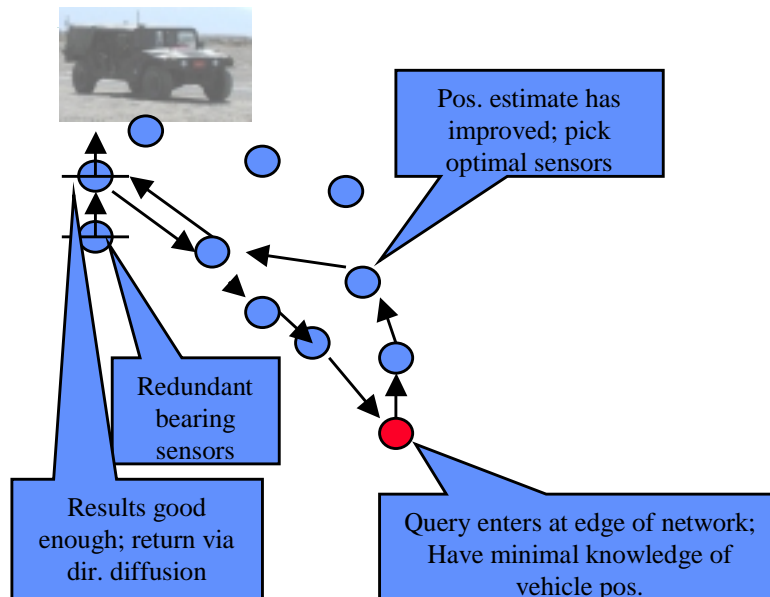 Pos. estimate has
improved; pick
optimal sensors
Redundant
bearing
sensors
Results good
enough; return via
dir. diffusion
Query enters at edge of network;
Have minimal knowledge of
vehicle pos.